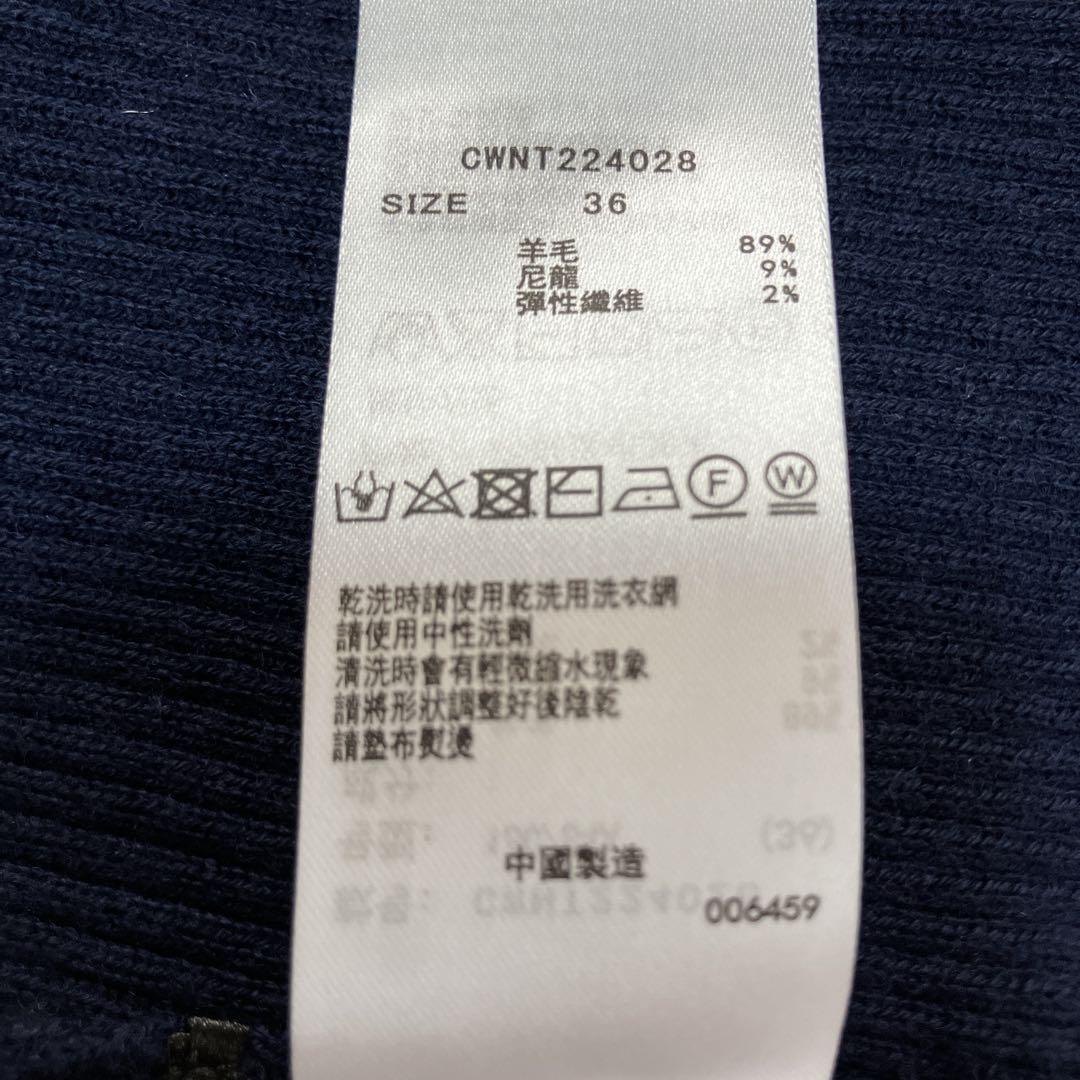 CWNT224028
SIZE 36
羊毛 89%
尼龍 9%
彈性纖維 2%
F W
乾洗時請使用乾洗用洗衣網
請使用中性洗劑
清洗時會有輕微縮水現象
請將形狀調整好後陰乾
請墊布熨燙
中國製造
006459